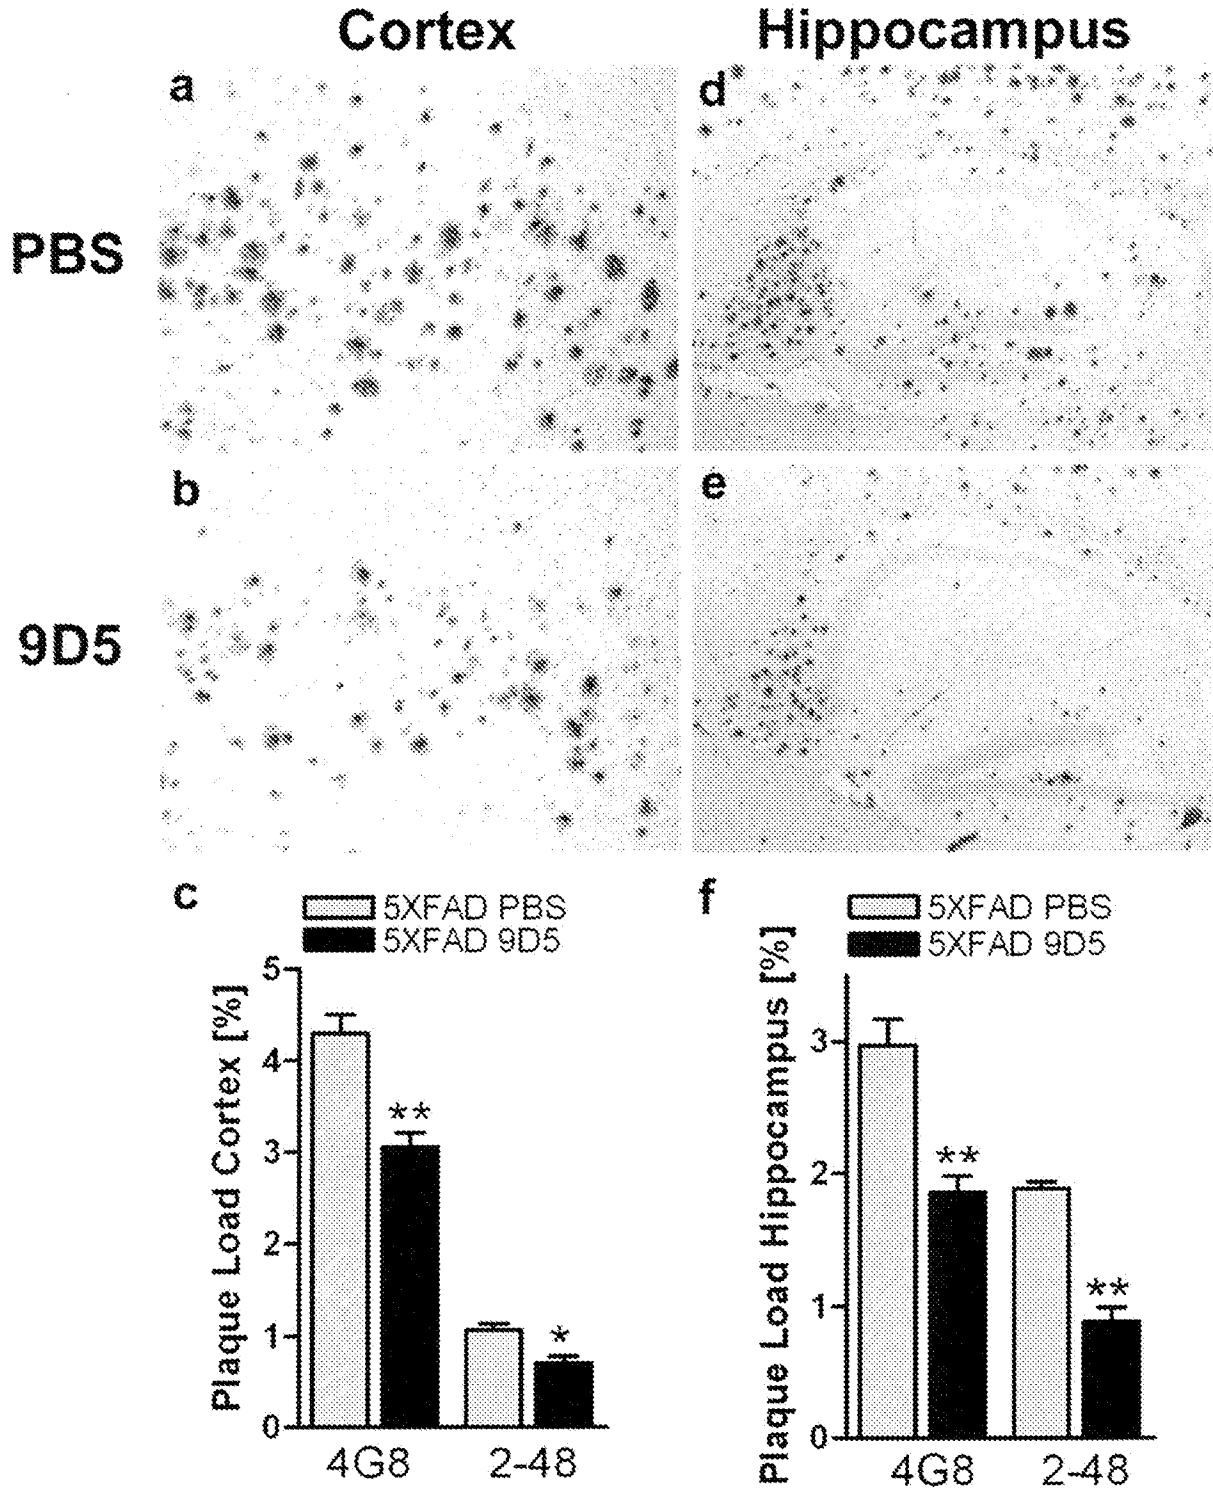 Cortex
Hippocampus
a
d
PBS
b
e
9D5
c
5XFAD PBS
5XFAD 9D5
Plaque Load Cortex [%]
5
4
3
2
1
0
**
*
4G8
2-48
f
5XFAD PBS
5XFAD 9D5
Plaque Load Hippocampus [%]
3
2
1
0
**
**
4G8
2-48